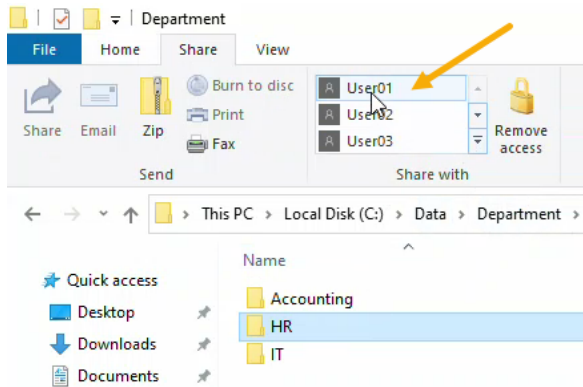 Department
File Home Share View
Share Email Zip Burn to disc Print Fax
User01
User02
User03
Remove access
Send Share with
This PC > Local Disk (C:) > Data > Department >
Name
Quick access
Desktop
Downloads
Documents
Accounting
HR
IT